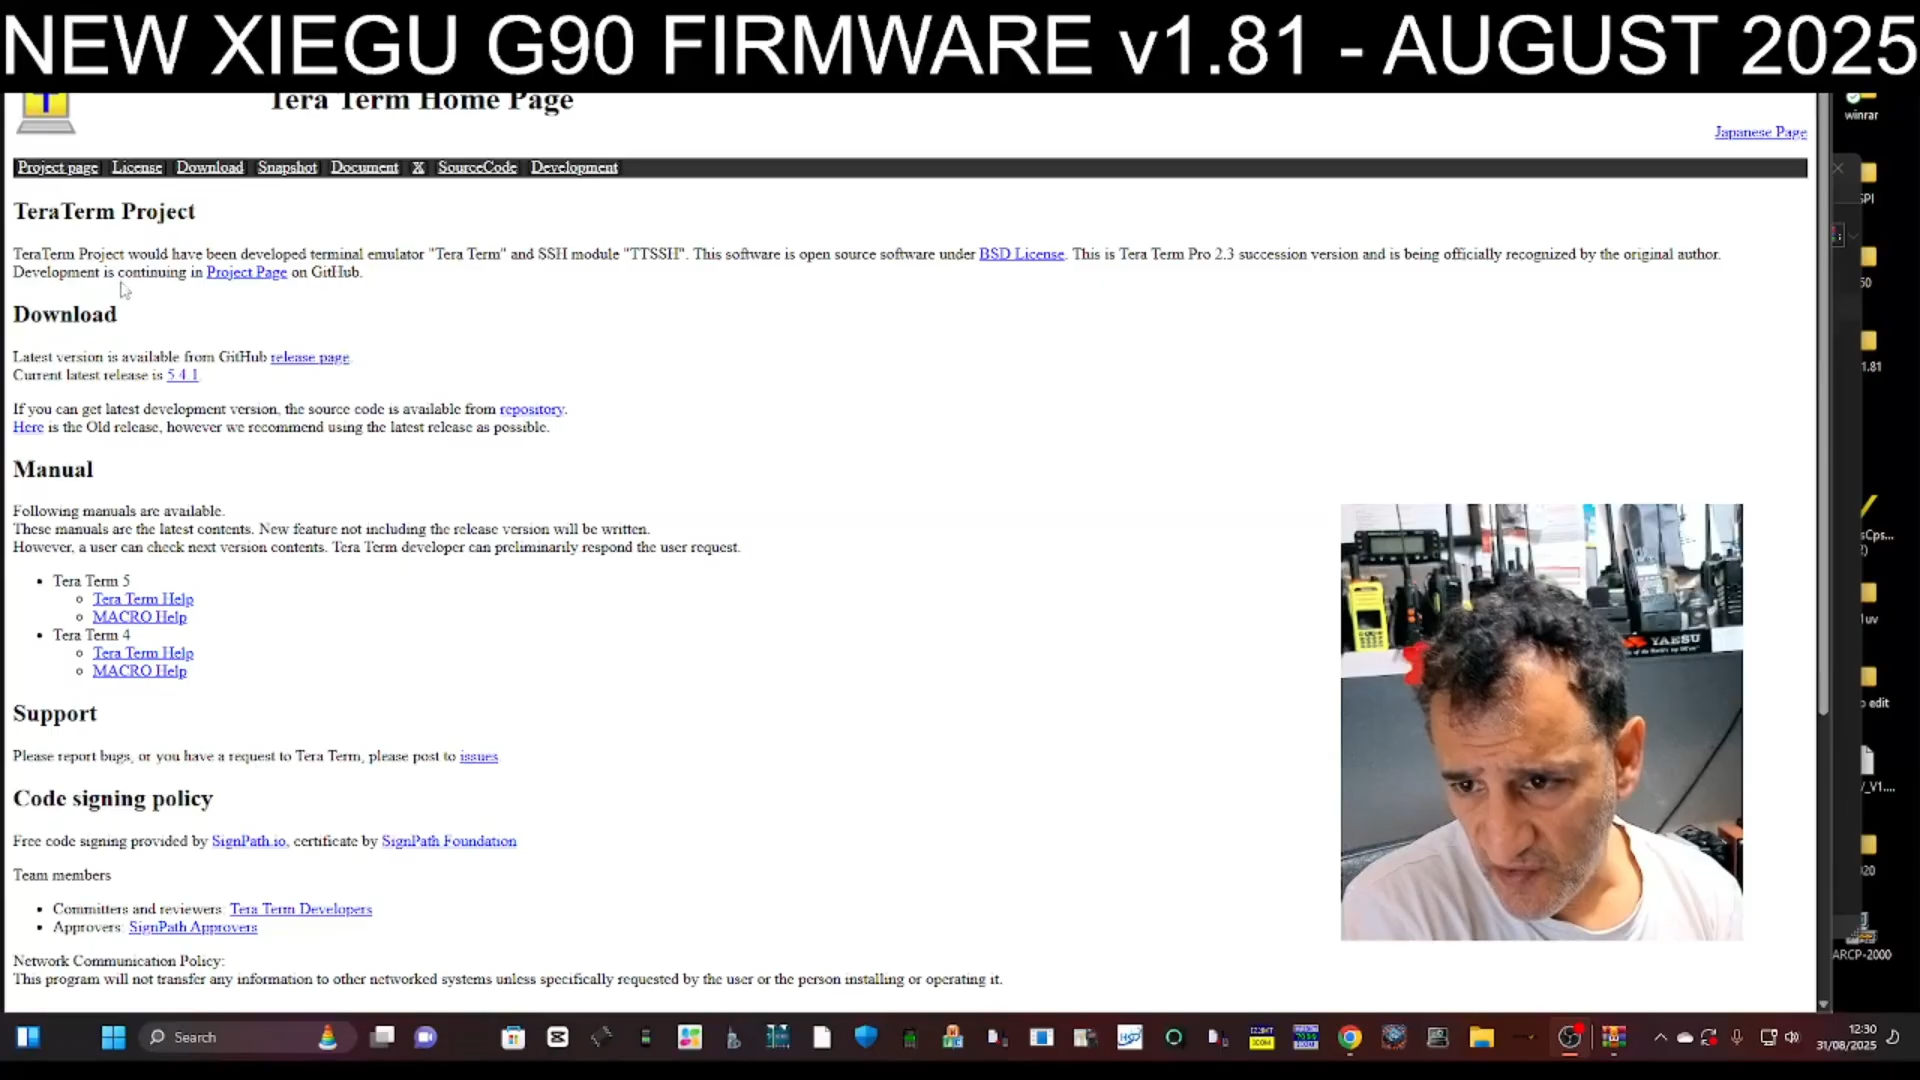 NEW XIEGU G90 FIRMWARE v1.81 - AUGUST 2025
Tera Term Home Page
winrar
Japanese Page
Project page License Download Snapshot Document X SourceCode Development
TeraTerm Project
TeraTerm Project would have been developed terminal emulator "Tera Term" and SSH module "TTSSH". This software is open source software under BSD License. This is Tera Term Pro 2.3 succession version and is being officially recognized by the original author.
Development is continuing in Project Page on GitHub.
Download
Latest version is available from GitHub release page.
Current latest release is 5.4.1.
1.81
If you can get latest development version, the source code is available from repository.
Here is the Old release, however we recommend using the latest release as possible.
Manual
Following manuals are available.
These manuals are the latest contents. New feature not including the release version will be written.
However, a user can check next version contents. Tera Term developer can preliminarily respond the user request.
Tera Term 5
Tera Term Help
MACRO Help
Tera Term 4
Tera Term Help
MACRO Help
YAESU
edit
Support
Please report bugs, or you have a request to Tera Term, please post to issues
Code signing policy
Free code signing provided by SignPath.io, certificate by SignPath Foundation
Team members
Committers and reviewers: Tera Term Developers
Approvers: SignPath Approvers
ARCP-2000
Network Communication Policy:
This program will not transfer any information to other networked systems unless specifically requested by the user or the person installing or operating it.
Search
12:30
31/08/2025